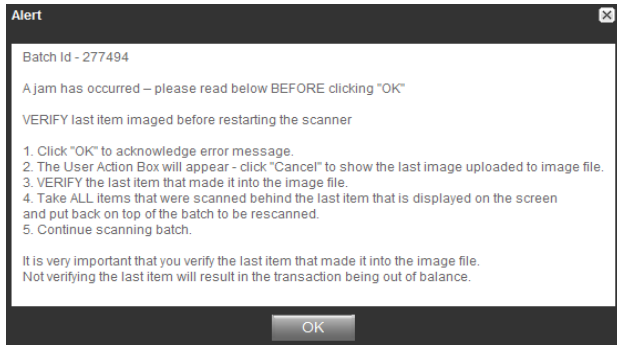 Alert
Batch Id - 277494
A jam has occurred – please read below BEFORE clicking "OK"
VERIFY last item imaged before restarting the scanner
1. Click "OK" to acknowledge error message.
2. The User Action Box will appear - click "Cancel" to show the last image uploaded to image file.
3. VERIFY the last item that made it into the image file.
4. Take ALL items that were scanned behind the last item that is displayed on the screen
and put back on top of the batch to be rescanned.
5. Continue scanning batch.
It is very important that you verify the last item that made it into the image file.
Not verifying the last item will result in the transaction being out of balance.
OK